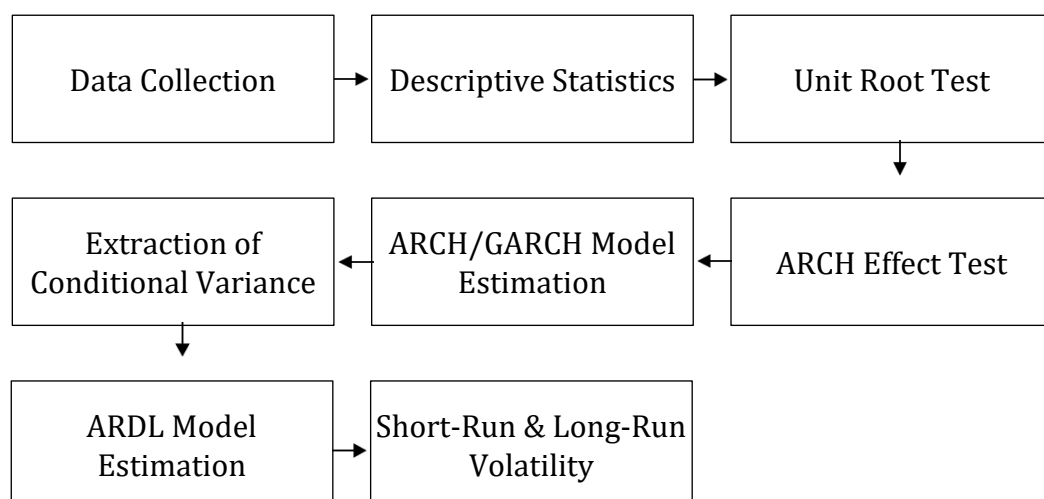 Data Collection
Descriptive Statistics
Unit Root Test
Extraction of
Conditional Variance
ARCH/GARCH Model
Estimation
ARCH Effect Test
ARDL Model
Estimation
Short-Run & Long-Run
Volatility